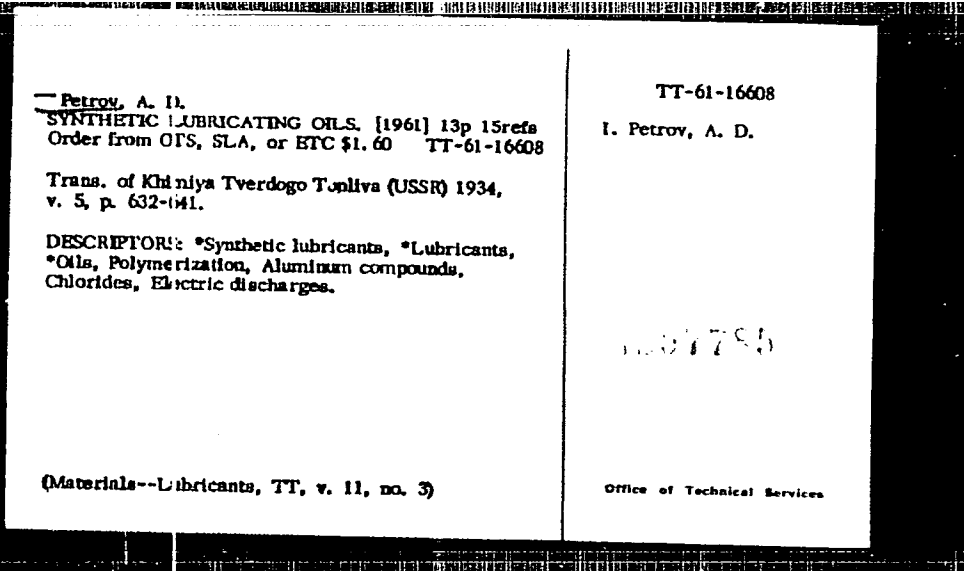 Petrov, A. D.
SYNTHETIC LUBRICATING OILS. [1961] 13p 15refs
Order from OTS, SLA, or ETC $1.60 TT-61-16608
Trans. of Khimiya Tverdogo Topliva (USSR) 1934,
v. 5, p. 632-641.
DESCRIPTORS: *Synthetic lubricants, *Lubricants,
*Oils, Polymerization, Aluminum compounds,
Chlorides, Electric discharges.
(Materials--Lubricants, TT, v. 11, no. 3)
TT-61-16608
I. Petrov, A. D.
Office of Technical Services